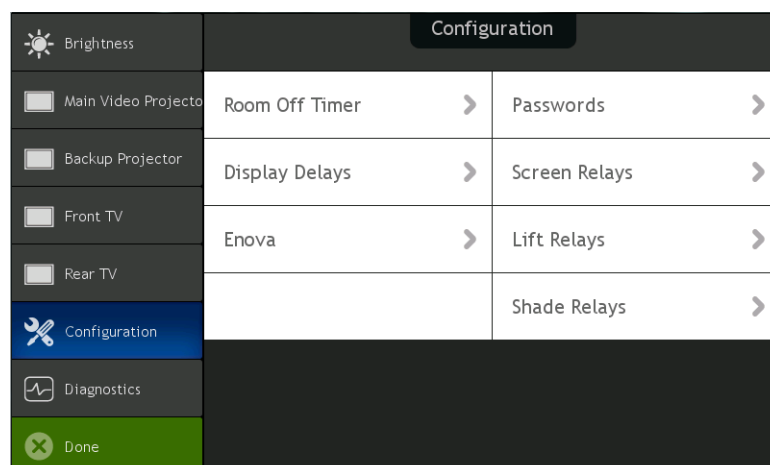 Configuration
Brightness
Main Video Projecto
Backup Projector
Front TV
Rear TV
Configuration
Diagnostics
Done
Room Off Timer
Passwords
Display Delays
Screen Relays
Enova
Lift Relays
Shade Relays